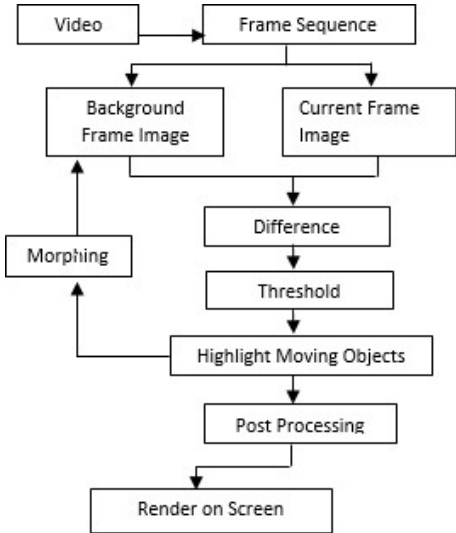 Video
Frame Sequence
Background
Frame Image
Current Frame
Image
Difference
Morphing
Threshold
Highlight Moving Objects
Post Processing
Render on Screen